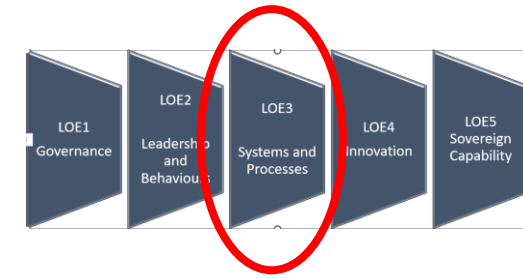 LOE1
Governance
LOE2
Leadership
and
Behaviours
LOE3
Systems and
Processes
LOE4
Innovation
LOE5
Sovereign
Capability